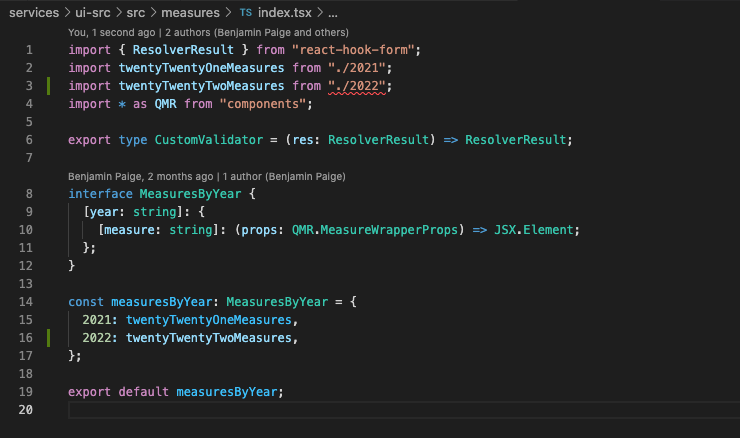 services > ui-src > src > measures > TS index.tsx > ...
You, 1 second ago | 2 authors (Benjamin Paige and others)
1 import { ResolverResult } from "react-hook-form";
2 import twentyTwentyOneMeasures from "./2021";
3 import twentyTwentyTwoMeasures from "./2022";
4 import * as QMR from "components";
5
6 export type CustomValidator = (res: ResolverResult) => ResolverResult;
7
Benjamin Paige, 2 months ago | 1 author (Benjamin Paige)
8 interface MeasuresByYear {
9   [year: string]: {
10     [measure: string]: (props: QMR.MeasureWrapperProps) => JSX.Element;
11   };
12 }
13
14 const measuresByYear: MeasuresByYear = {
15   2021: twentyTwentyOneMeasures,
16   2022: twentyTwentyTwoMeasures,
17 };
18
19 export default measuresByYear;
20